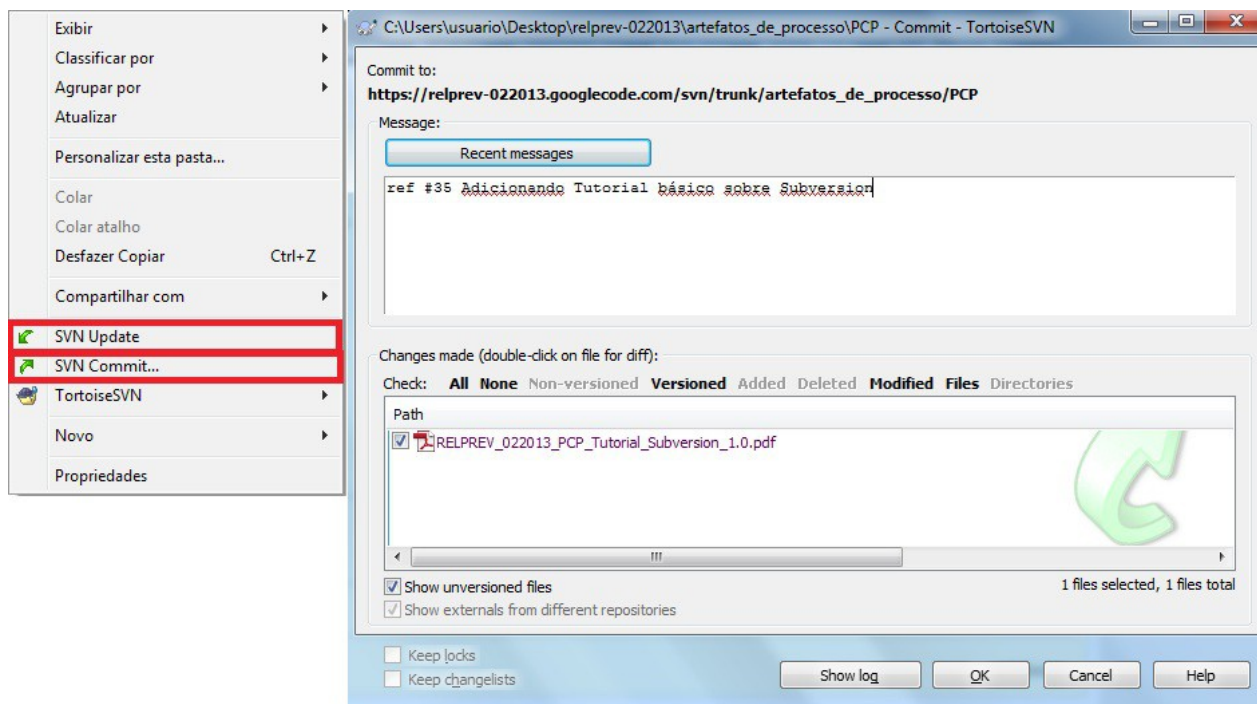 Exibir
Classificar por
Agrupar por
Atualizar
Personalizar esta pasta...
Colar
Colar atalho
Desfazer Copiar Ctrl+Z
Compartilhar com
SVN Update
SVN Commit...
TortoiseSVN
Novo
Propriedades
C:\Users\usuario\Desktop\relprev-022013\artefatos_de_processo\PCP - Commit - TortoiseSVN
Commit to:
https://relprev-022013.googlecode.com/svn/trunk/artefatos_de_processo/PCP
Message:
Recent messages
ref #35 Adicionando Tutorial básico sobre Subversion
Changes made (double-click on file for diff):
Check: All None Non-versioned Versioned Added Deleted Modified Files Directories
Path
RELPREV_022013_PCP_Tutorial_Subversion_1.0.pdf
Show unversioned files
1 files selected, 1 files total
Show externals from different repositories
Keep locks
Keep changelists
Show log OK Cancel Help